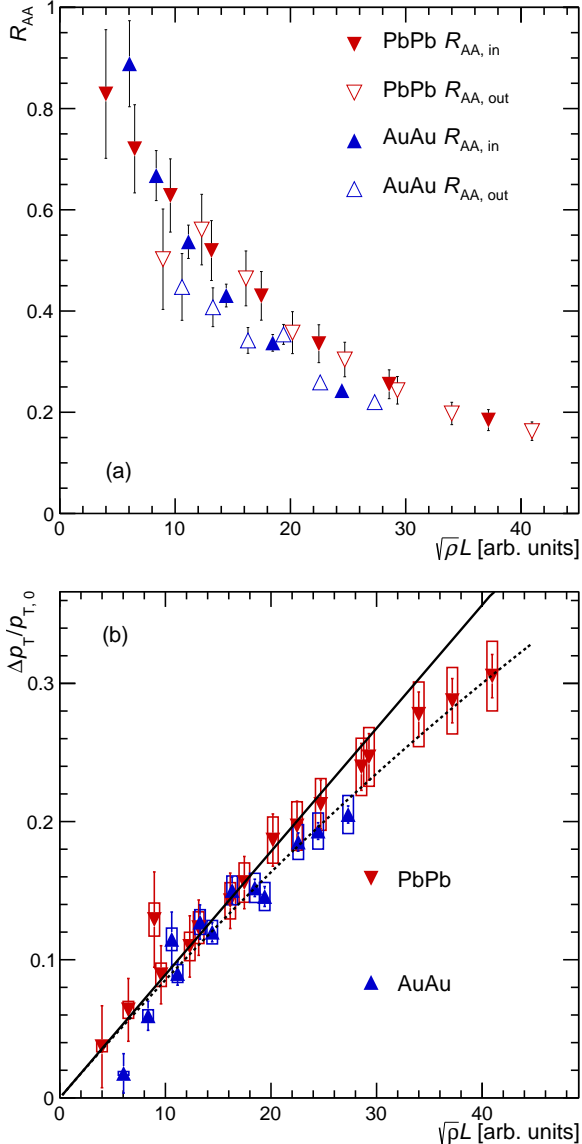 R_AA
1
0.8
0.6
0.4
0.2
0
PbPb R_AA, in
PbPb R_AA, out
AuAu R_AA, in
AuAu R_AA, out
(a)
0 10 20 30 40
√ρL [arb. units]
Δp_T/p_T, 0
(b)
0.3
0.2
0.1
0
PbPb
AuAu
0 10 20 30 40
√ρL [arb. units]